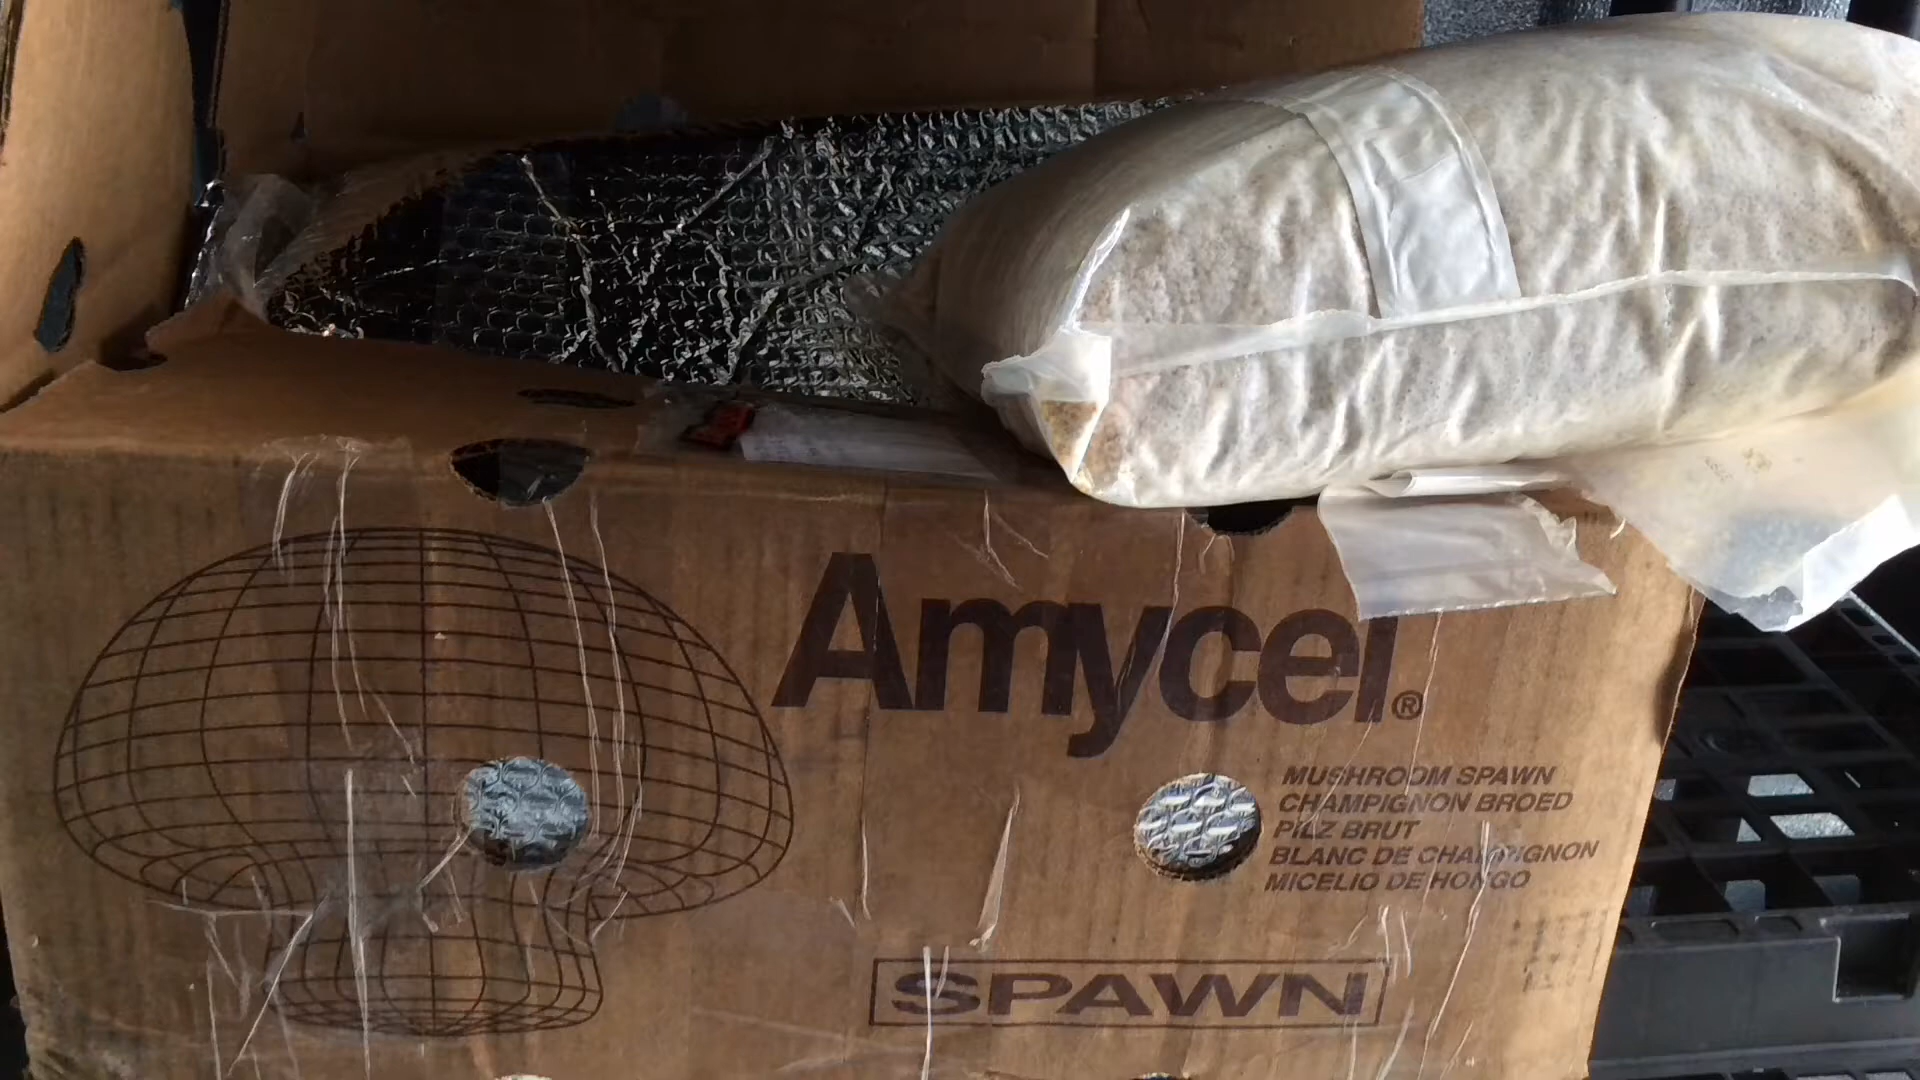 Amycel®
MUSHROOM SPAWN
CHAMPIGNON BROED
PILZ BRUT
BLANC DE CHAMPIGNON
MICELIO DE HONGO
SPAWN